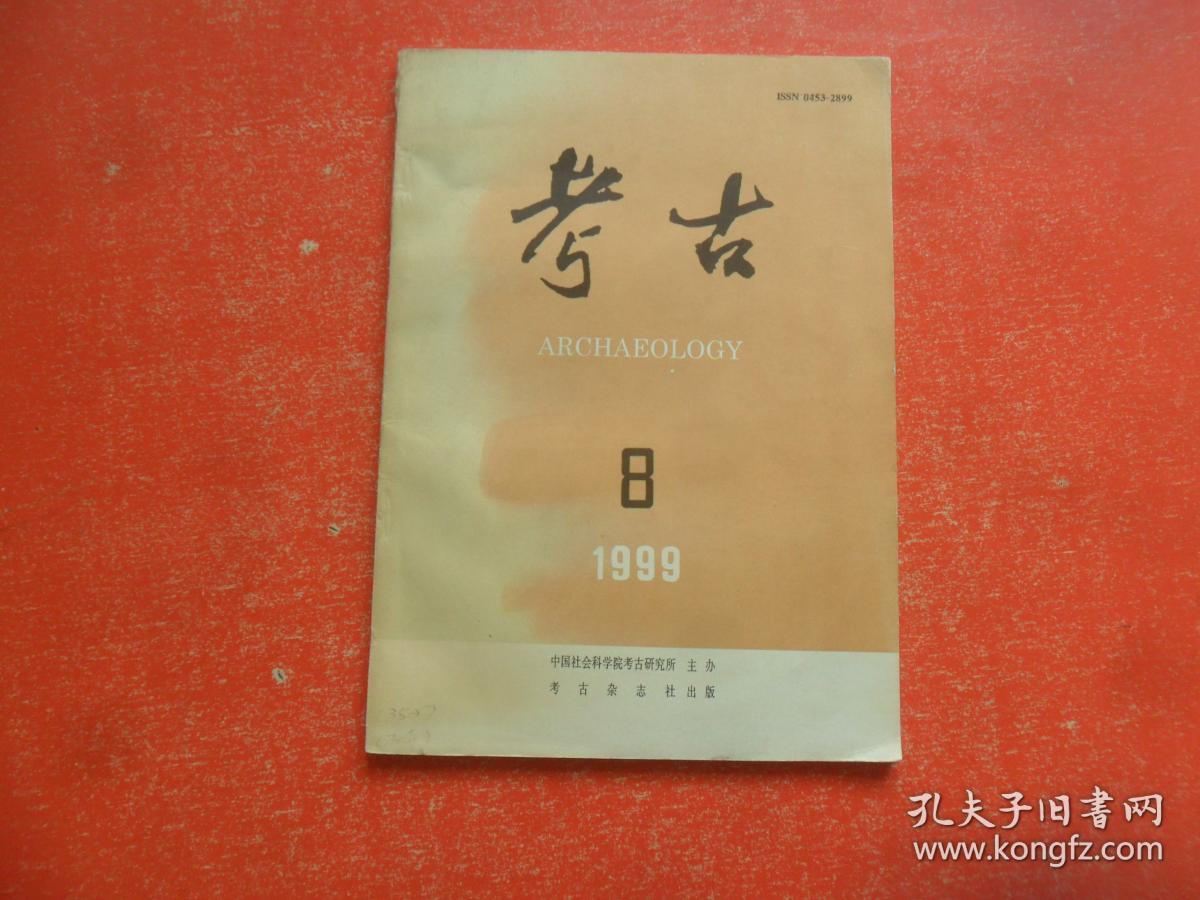 ISSN 0453-2899
考古
ARCHAEOLOGY
8
1999
中国社会科学院考古研究所 主办
考古杂志社出版
孔夫子旧书网
www.kongfz.com